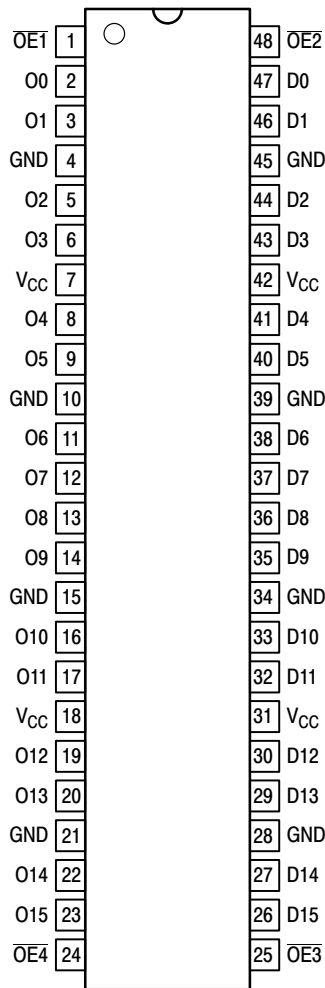 OE1 1 48 OE2
O0 2 47 D0
O1 3 46 D1
GND 4 45 GND
O2 5 44 D2
O3 6 43 D3
VCC 7 42 VCC
O4 8 41 D4
O5 9 40 D5
GND 10 39 GND
O6 11 38 D6
O7 12 37 D7
O8 13 36 D8
O9 14 35 D9
GND 15 34 GND
O10 16 33 D10
O11 17 32 D11
VCC 18 31 VCC
O12 19 30 D12
O13 20 29 D13
GND 21 28 GND
O14 22 27 D14
O15 23 26 D15
OE4 24 25 OE3